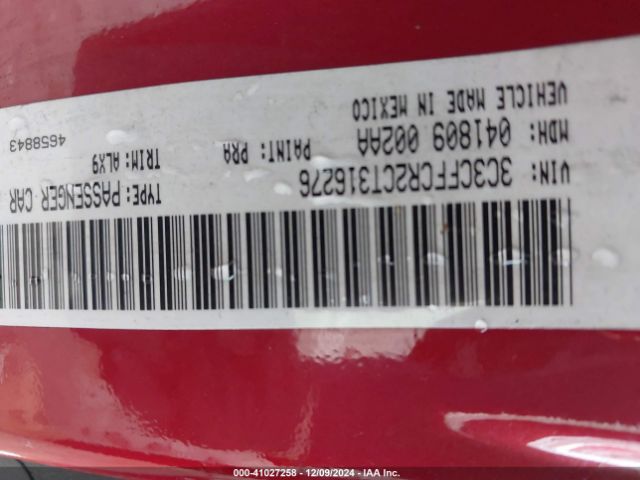 VEHICLE MADE IN MEXICO
MDH: 041809 002AA
PAINT: PRA
4658843
VIN: 3C3CFFCR2CT316276
TRIM: ALX9
TYPE: PASSENGER CAR
000-41027258 - 12/09/2024 - IAA Inc.